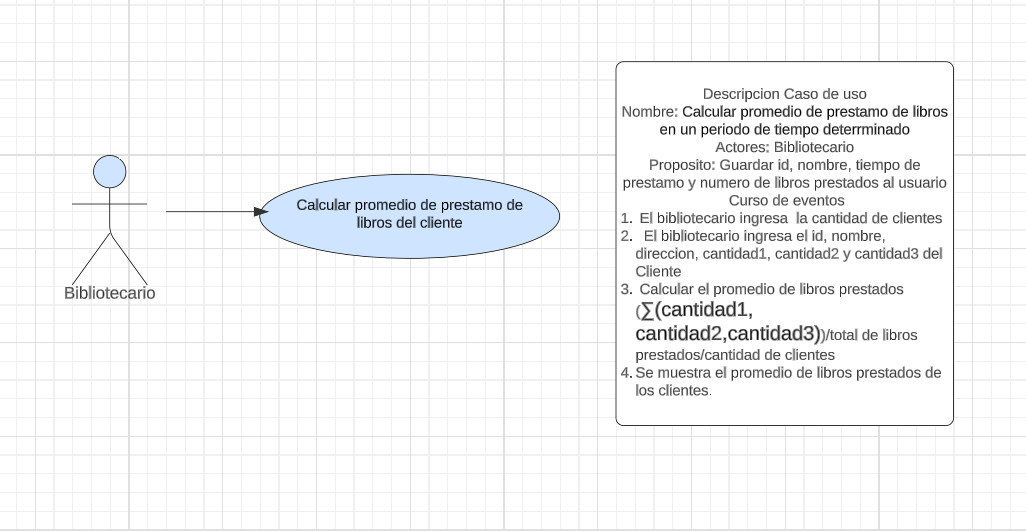 Bibliotecario
Calcular promedio de prestamo de
libros del cliente
Descripcion Caso de uso
Nombre: Calcular promedio de prestamo de libros
en un periodo de tiempo deterrminado
Actores: Bibliotecario
Proposito: Guardar id, nombre, tiempo de
prestamo y numero de libros prestados al usuario
Curso de eventos
1. El bibliotecario ingresa la cantidad de clientes
2. El bibliotecario ingresa el id, nombre,
direccion, cantidad1, cantidad2 y cantidad3 del
Cliente
3. Calcular el promedio de libros prestados
(∑(cantidad1,
cantidad2,cantidad3))/total de libros
prestados/cantidad de clientes
4. Se muestra el promedio de libros prestados de
los clientes.